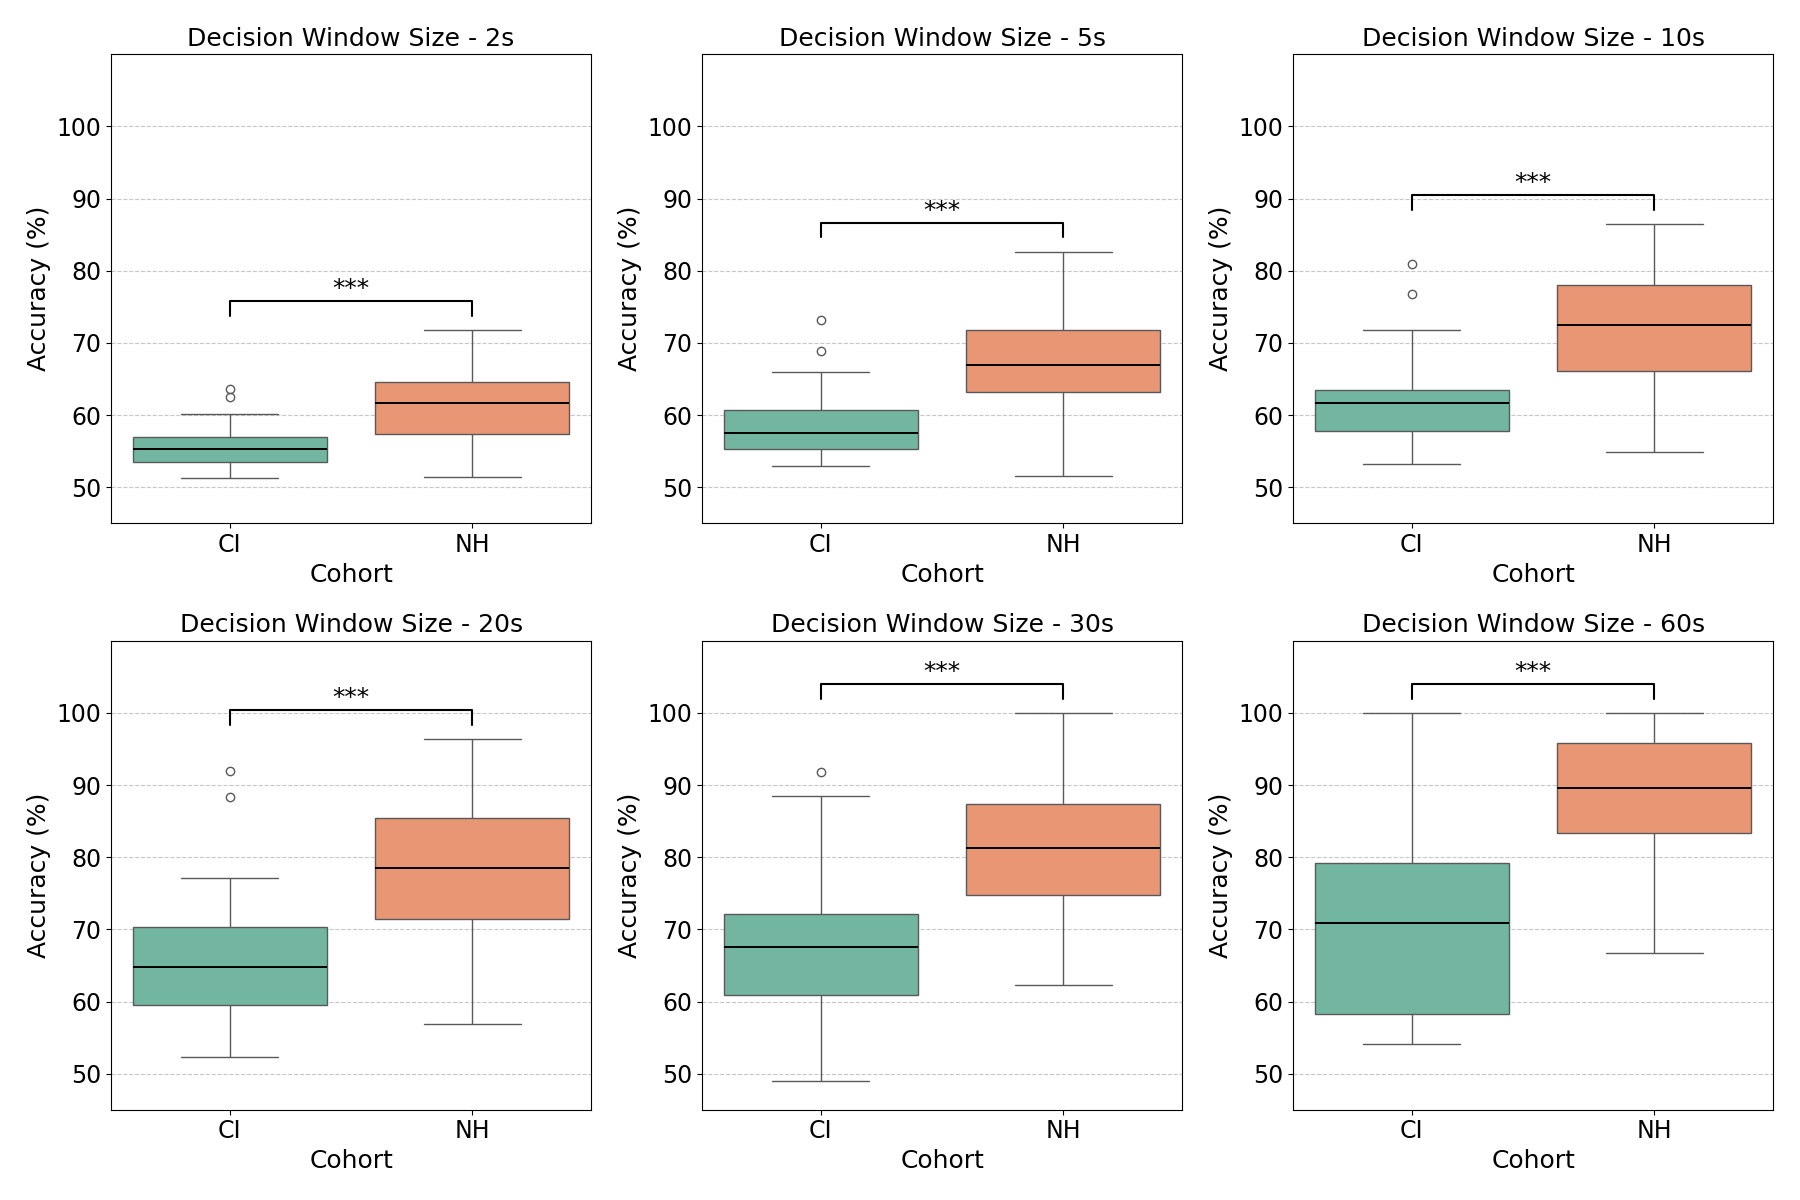 Decision Window Size - 2s
Accuracy (%)
100
90
80
70
60
50
***
CI
NH
Cohort
Decision Window Size - 5s
Accuracy (%)
100
90
80
70
60
50
***
CI
NH
Cohort
Decision Window Size - 10s
Accuracy (%)
100
90
80
70
60
50
***
CI
NH
Cohort
Decision Window Size - 20s
Accuracy (%)
100
90
80
70
60
50
***
CI
NH
Cohort
Decision Window Size - 30s
Accuracy (%)
100
90
80
70
60
50
***
CI
NH
Cohort
Decision Window Size - 60s
Accuracy (%)
100
90
80
70
60
50
***
CI
NH
Cohort